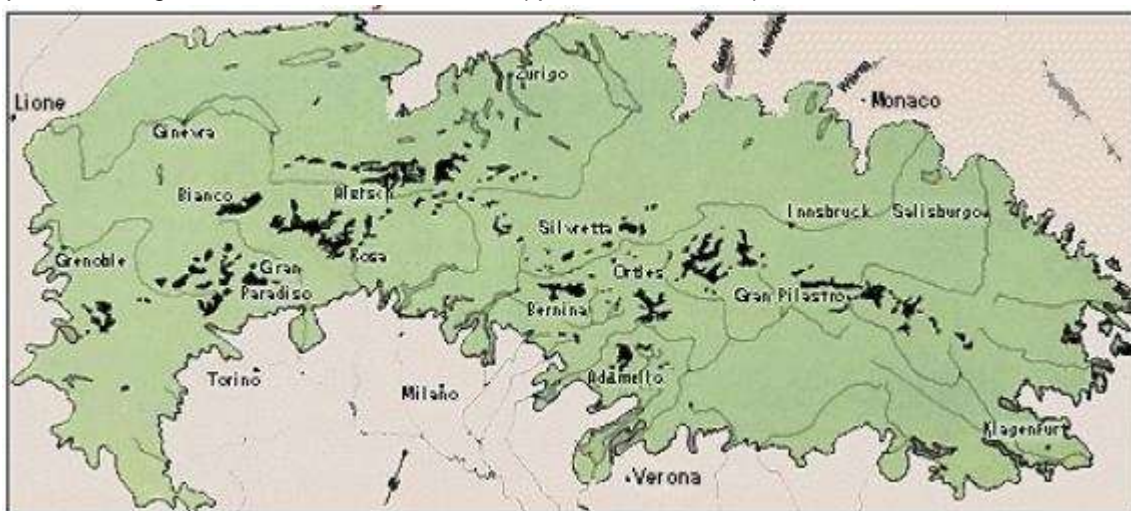 Zurigo
Lione
Monaco
Ginevra
Bianco
Aletsch
Innsbruck
Salisburgo
Silvretta
Grenoble
Rosa
Gran
Paradiso
Ortles
Gran Pilastro
Bernina
Torino
Milano
Adamello
Klagenfurt
Verona